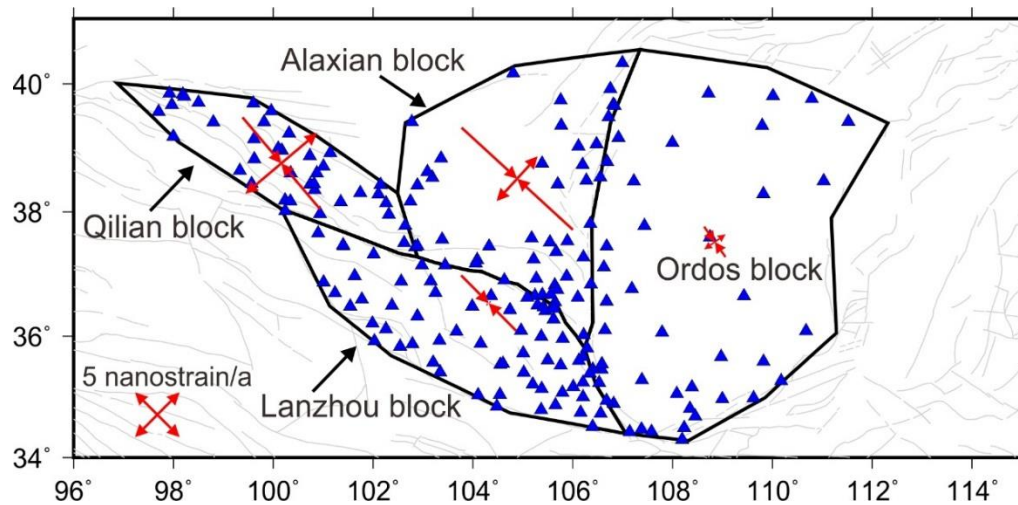 Alaxian block
40°
38°
Qilian block
Ordos block
36°
5 nanostrain/a
Lanzhou block
34°
96° 98° 100° 102° 104° 106° 108° 110° 112° 114°